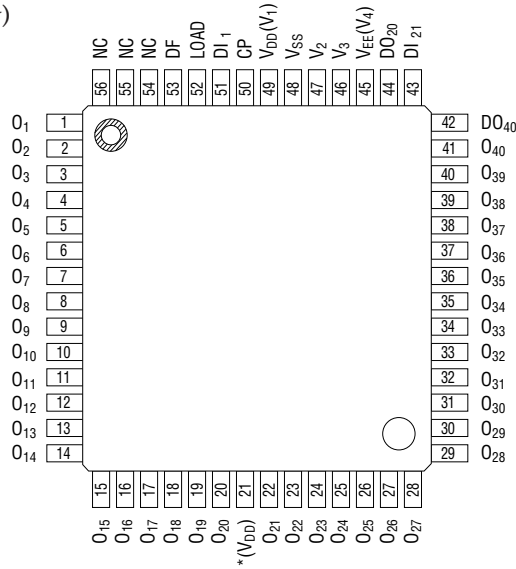 )
NC NC NC DF LOAD DI₁ CP V_DD(V₁) V_SS V₂ V₃ V_EE(V₄) DO₂₀ DI₂₁
56 55 54 53 52 51 50 49 48 47 46 45 44 43
O₁ 1 42 DO₄₀
O₂ 2 41 O₄₀
O₃ 3 40 O₃₉
O₄ 4 39 O₃₈
O₅ 5 38 O₃₇
O₆ 6 37 O₃₆
O₇ 7 36 O₃₅
O₈ 8 35 O₃₄
O₉ 9 34 O₃₃
O₁₀ 10 33 O₃₂
O₁₁ 11 32 O₃₁
O₁₂ 12 31 O₃₀
O₁₃ 13 30 O₂₉
O₁₄ 14 29 O₂₈
15 16 17 18 19 20 21 22 23 24 25 26 27 28
O₁₅ O₁₆ O₁₇ O₁₈ O₁₉ O₂₀ *(V_DD) O₂₁ O₂₂ O₂₃ O₂₄ O₂₅ O₂₆ O₂₇